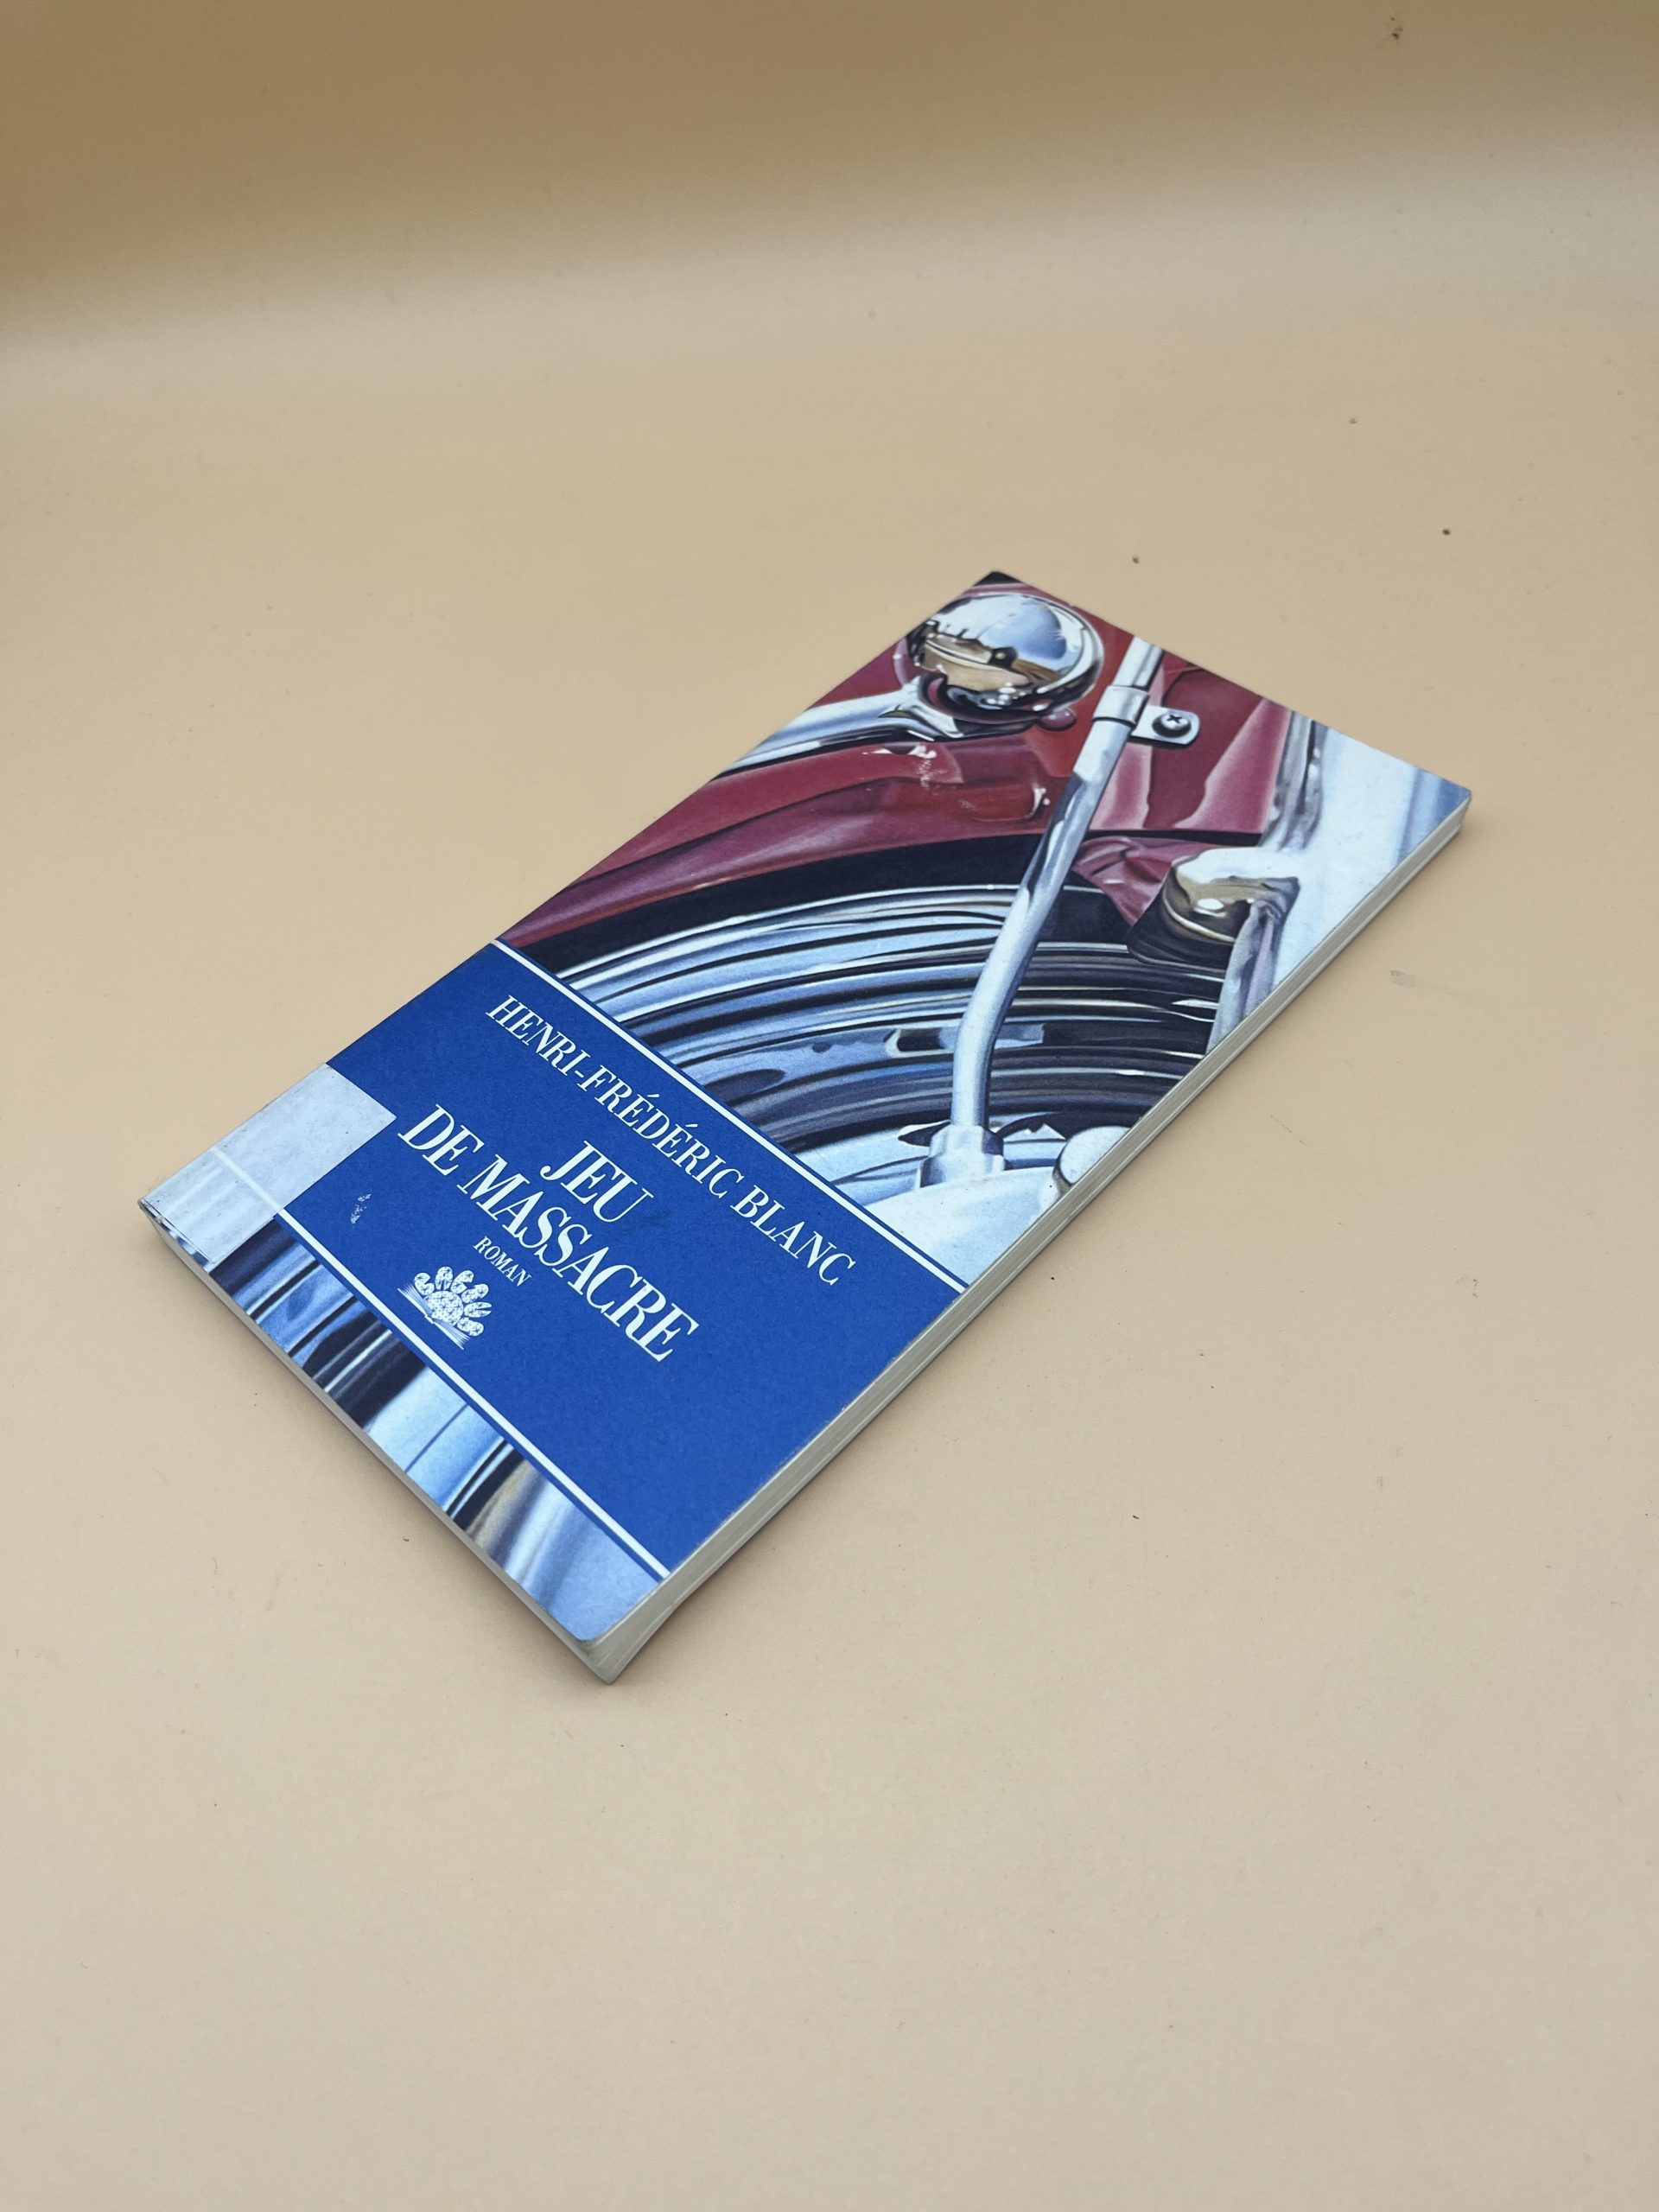 HENRI-FRÉDÉRIC BLANC
JEU
DE MASSACRE
ROMAN